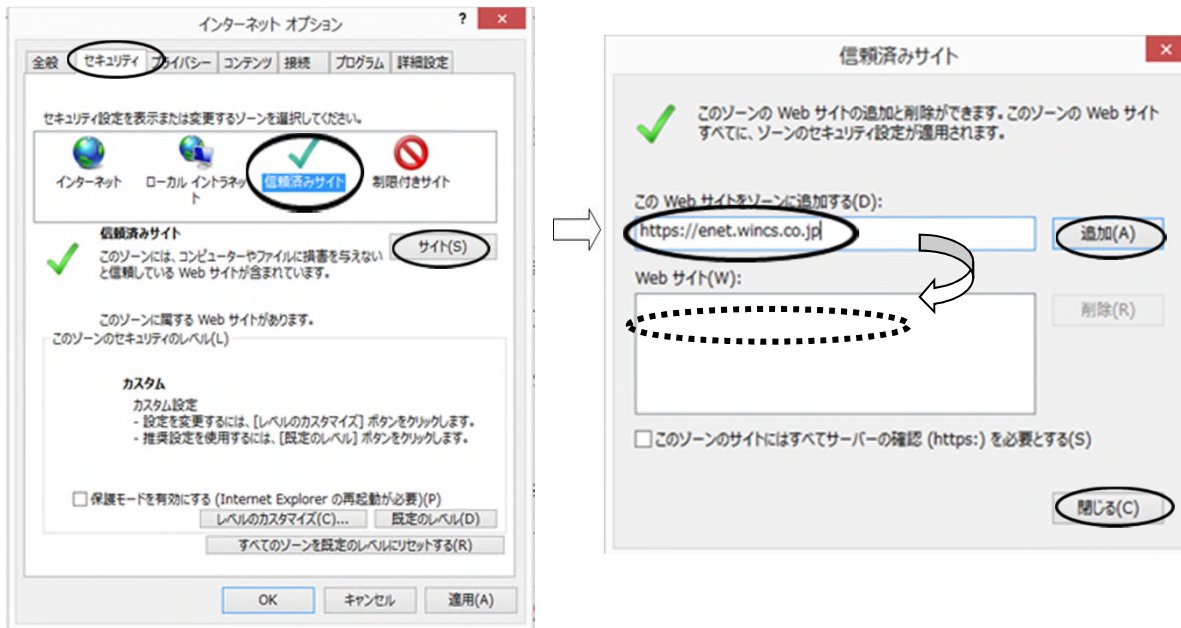 インターネット オプション
?
×
全般
セキュリティ
プライバシー
コンテンツ
接続
プログラム
詳細設定
セキュリティ設定を表示または変更するゾーンを選択してください。
インターネット
ローカル イントラネッ
ト
信頼済みサイト
制限付きサイト
信頼済みサイト
サイト(S)
このゾーンには、コンピューターやファイルに損害を与えない
と信頼している Web サイトが含まれています。
このゾーンに属する Web サイトがあります。
このゾーンのセキュリティのレベル(L)
カスタム
カスタム設定
- 設定を変更するには、[レベルのカスタマイズ] ボタンをクリックします。
- 推奨設定を使用するには、[既定のレベル] ボタンをクリックします。
保護モードを有効にする (Internet Explorer の再起動が必要)(P)
レベルのカスタマイズ(C)...
既定のレベル(D)
すべてのゾーンを既定のレベルにリセットする(R)
OK
キャンセル
適用(A)
信頼済みサイト
×
このゾーンの Web サイトの追加と削除ができます。このゾーンの Web サイト
すべてに、ゾーンのセキュリティ設定が適用されます。
この Web サイトをゾーンに追加する(D):
https://enet.wincs.co.jp
追加(A)
Web サイト(W):
削除(R)
このゾーンのサイトにはすべてサーバーの確認 (https:) を必要とする(S)
閉じる(C)